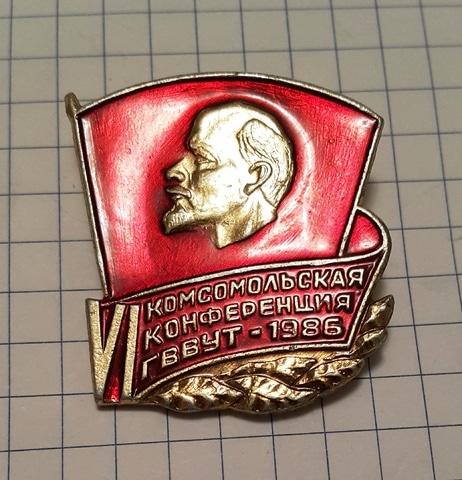 VI
КОМСОМОЛЬСКАЯ
КОНФЕРЕНЦИЯ
ГВВУТ - 1986